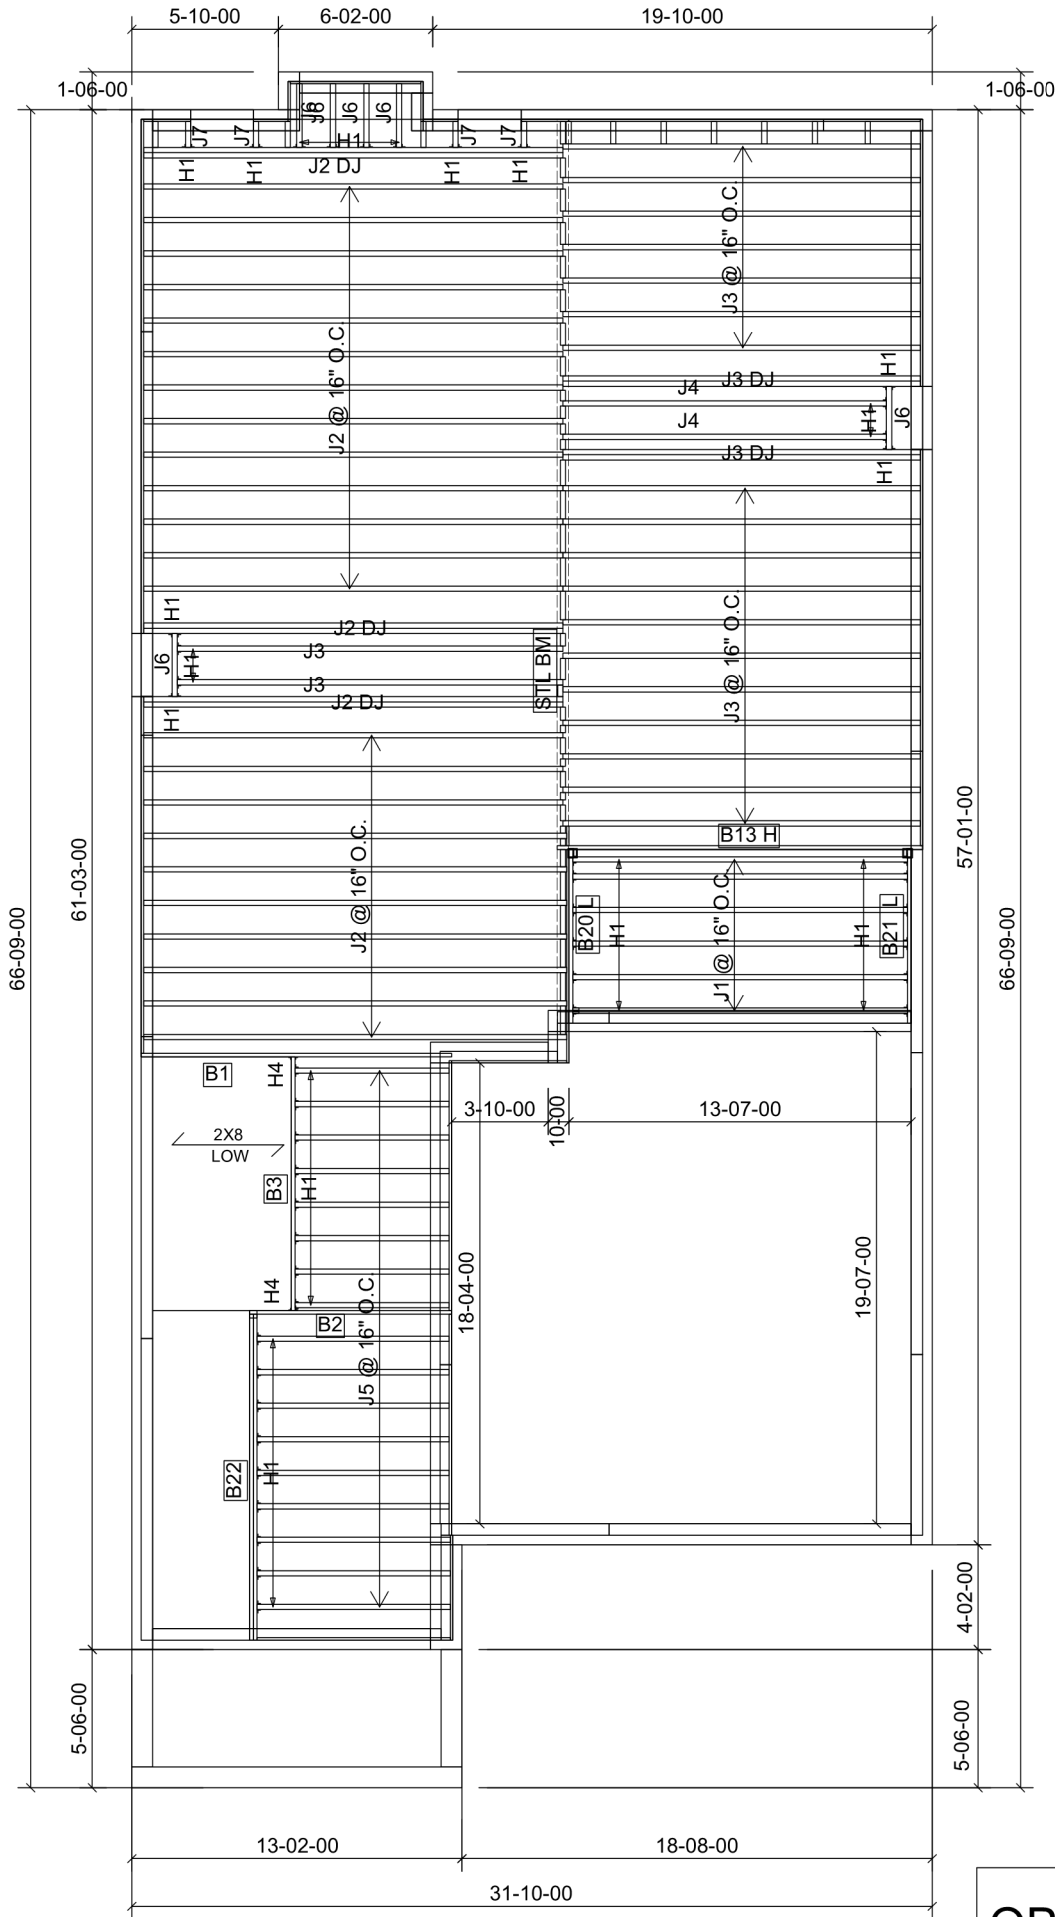 5-10-00
6-02-00
19-10-00
1-06-00
1-06-00
J7
J7
J6
J6
J6
J6
J7
J7
H1
J2 DJ
H1
H1
H1
H1
J3 @ 16" O.C.
J2 @ 16" O.C.
J3 DJ
H1
J4
J4
H1
J6
J3 DJ
H1
H1
J2 DJ
J3
J6
H1
J3
J2 DJ
H1
STL BM
J3 @ 16" O.C.
J2 @ 16" O.C.
B13 H
B20 L
H1
J1 @ 16" O.C.
H1
B21 L
66-09-00
61-03-00
57-01-00
66-09-00
B1
H4
2X8
LOW
B3
H1
H4
3-10-00
10-00
13-07-00
18-04-00
19-07-00
B2
J5 @ 16" O.C.
B22
H1
4-02-00
5-06-00
5-06-00
13-02-00
18-08-00
31-10-00